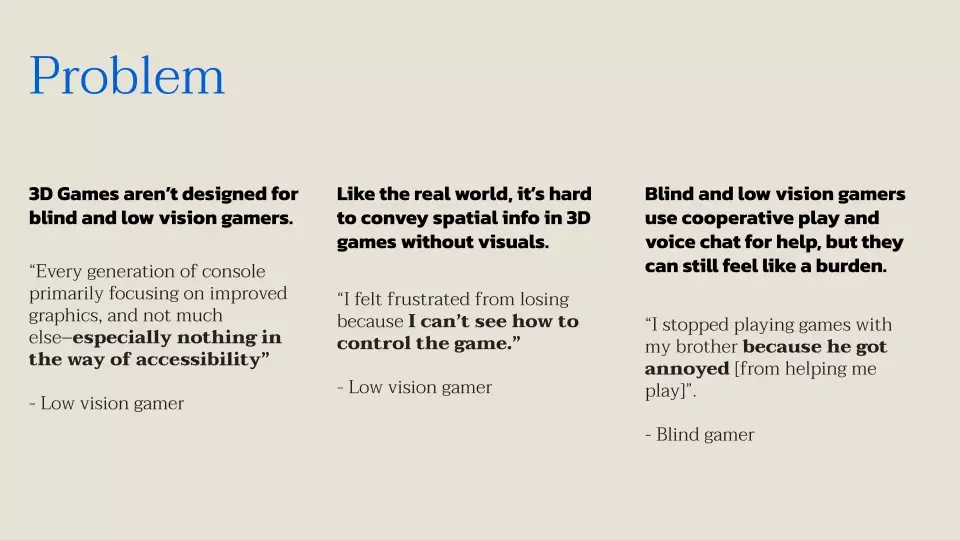 Problem
3D Games aren’t designed for
blind and low vision gamers.
“Every generation of console
primarily focusing on improved
graphics, and not much
else–especially nothing in
the way of accessibility”
- Low vision gamer
Like the real world, it’s hard
to convey spatial info in 3D
games without visuals.
“I felt frustrated from losing
because I can’t see how to
control the game.”
- Low vision gamer
Blind and low vision gamers
use cooperative play and
voice chat for help, but they
can still feel like a burden.
“I stopped playing games with
my brother because he got
annoyed [from helping me
play]”.
- Blind gamer